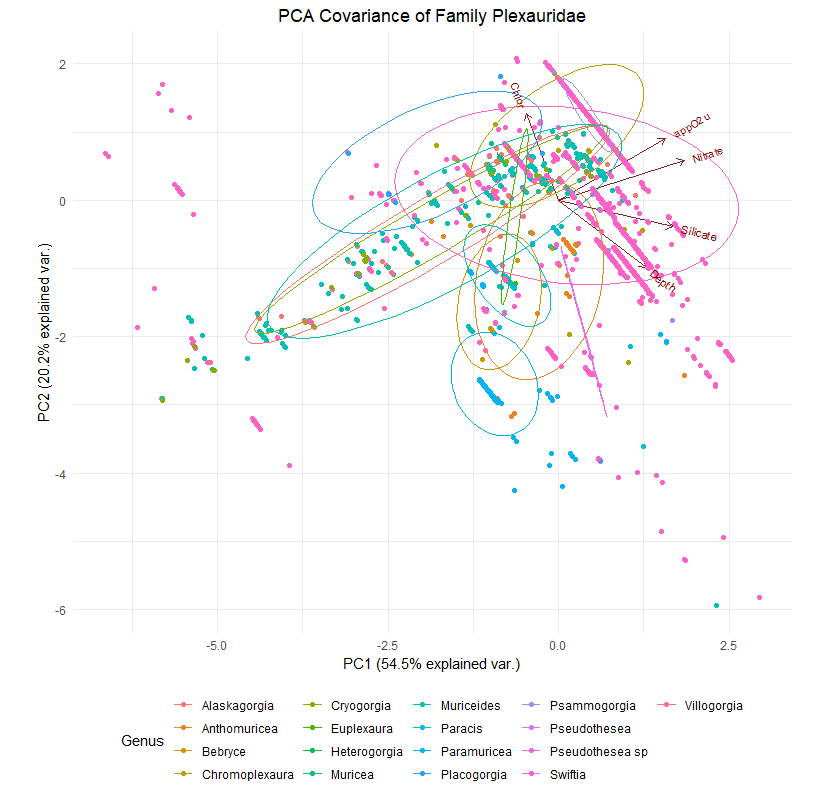 PCA Covariance of Family Plexauridae
2
Chlor
appO2u
Nitrate
0
Silicate
Depth
-2
PC2 (20.2% explained var.)
-4
-6
-5.0 -2.5 0.0 2.5
PC1 (54.5% explained var.)
Alaskagorgia Cryogorgia Muriceides Psammogorgia Villogorgia
Anthomuricea Euplexaura Paracis Pseudothesea
Genus
Bebryce Heterogorgia Paramuricea Pseudothesea sp
Chromoplexaura Muricea Placogorgia Swiftia